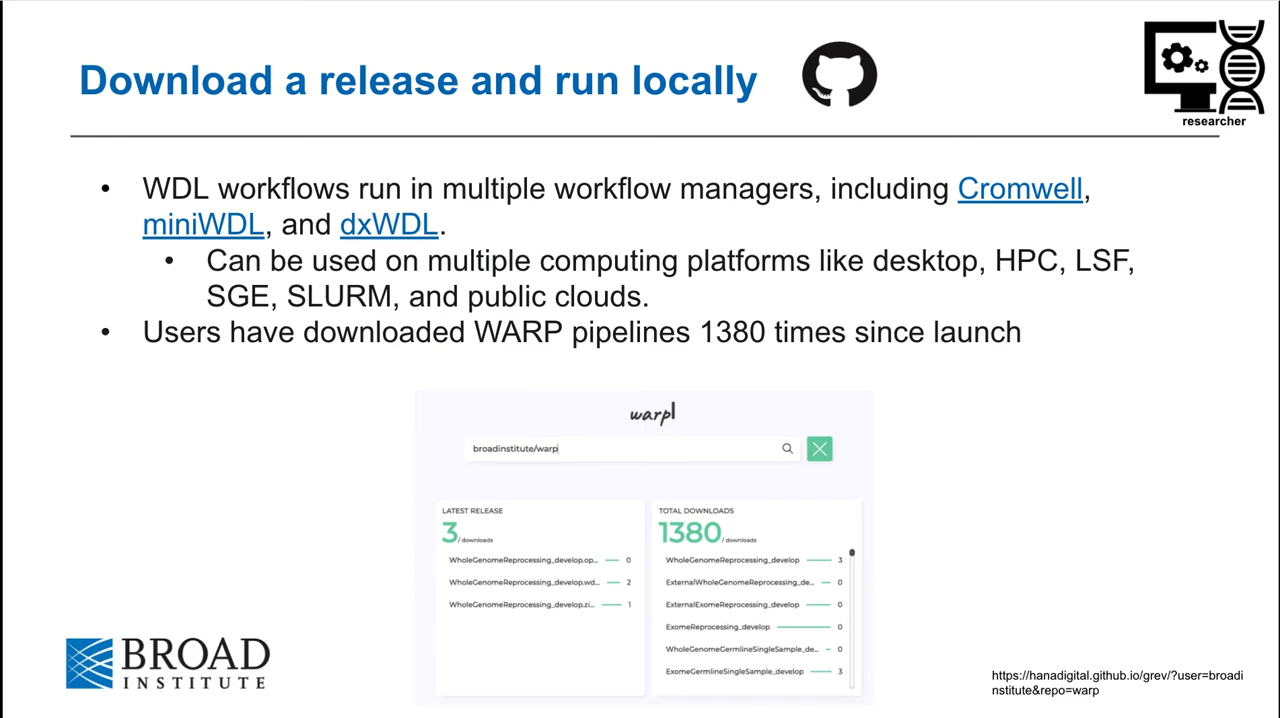 Download a release and run locally
researcher
• WDL workflows run in multiple workflow managers, including Cromwell,
miniWDL, and dxWDL.
• Can be used on multiple computing platforms like desktop, HPC, LSF,
SGE, SLURM, and public clouds.
• Users have downloaded WARP pipelines 1380 times since launch
warp
broadinstitute/warp
LATEST RELEASE
3 / downloads
WholeGenomeReprocessing_develop.op... 0
WholeGenomeReprocessing_develop.wd... 2
WholeGenomeReprocessing_develop.zi... 1
TOTAL DOWNLOADS
1380 / downloads
WholeGenomeReprocessing_develop 3
ExternalWholeGenomeReprocessing_de... 0
ExternalExomeReprocessing_develop 0
ExomeReprocessing_develop 0
WholeGenomeGermlineSingleSample_de... 0
ExomeGermlineSingleSample_develop 3
BROAD
INSTITUTE
https://hanadigital.github.io/grev/?user=broadi
nstitute&repo=warp